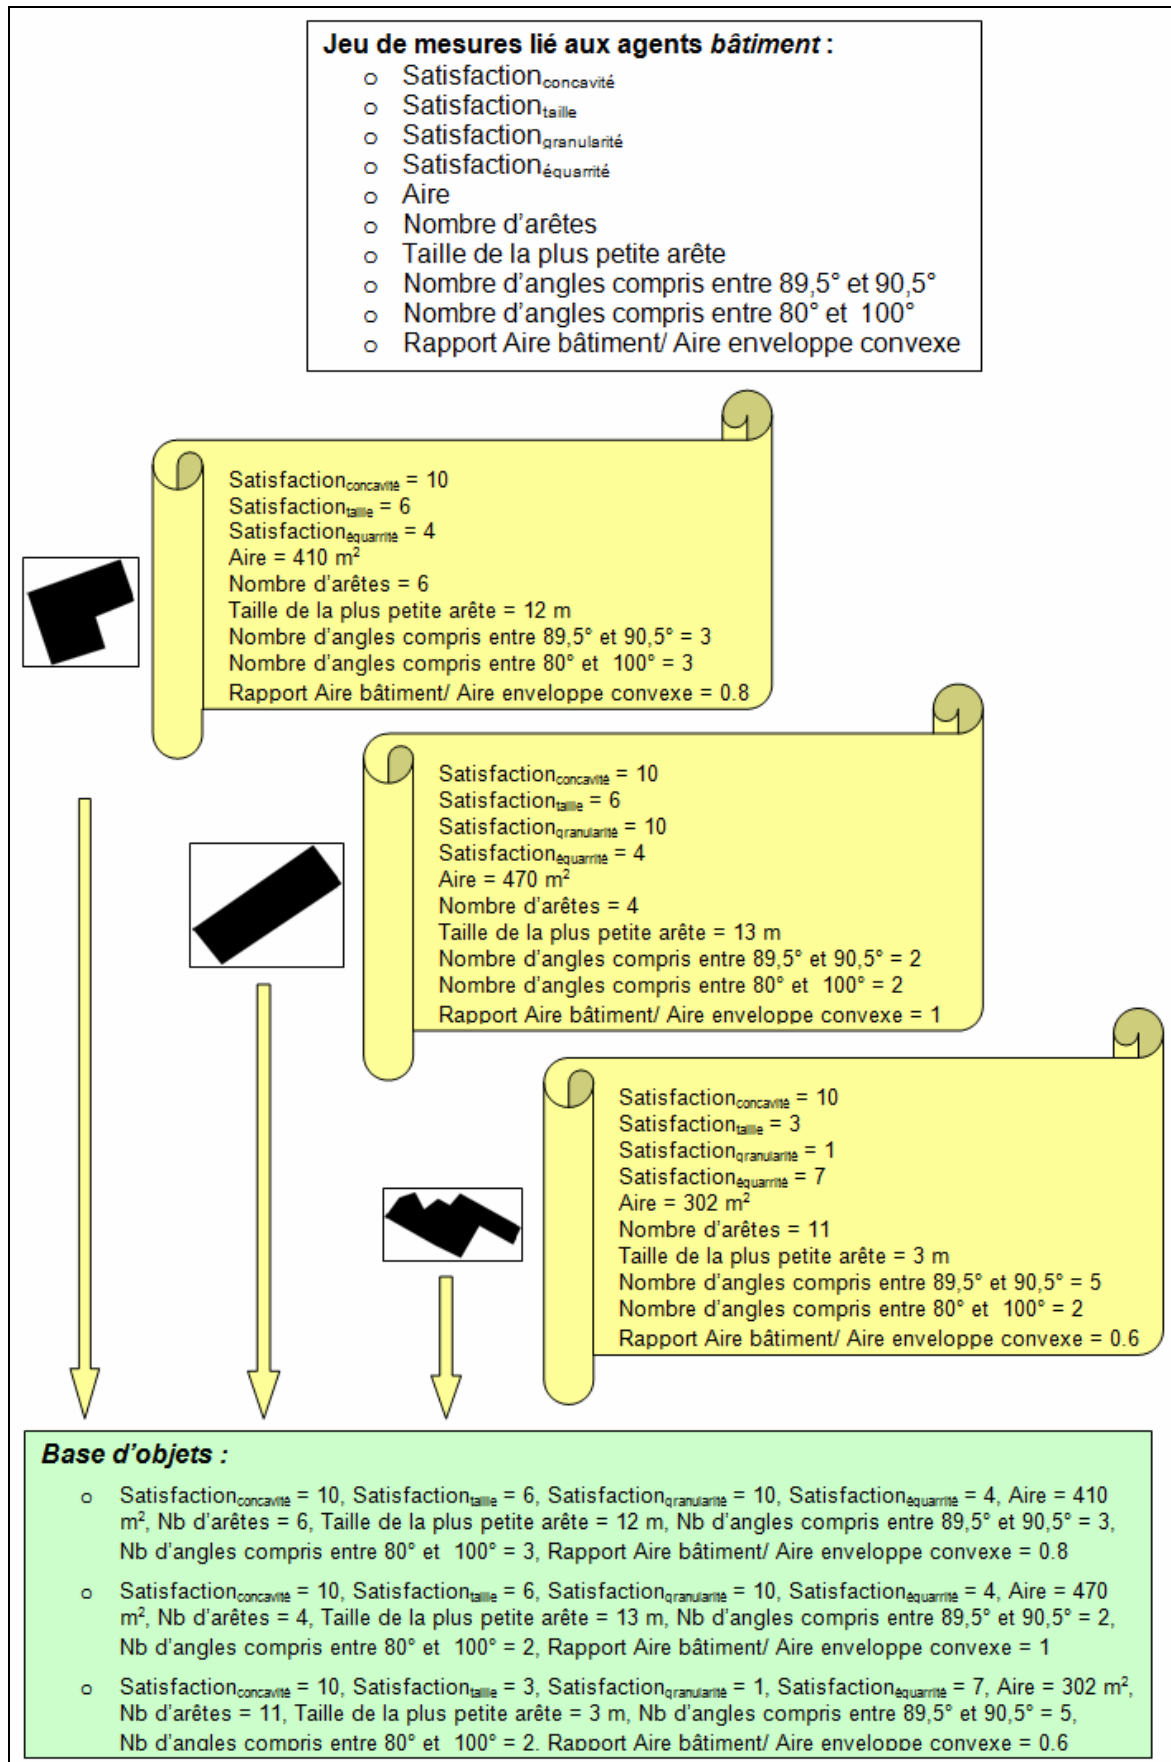 Jeu de mesures lié aux agents bâtiment :
o Satisfactionconcavité
o Satisfactiontaille
o Satisfactiongranularité
o Satisfactionéquarrité
o Aire
o Nombre d'arêtes
o Taille de la plus petite arête
o Nombre d'angles compris entre 89,5° et 90,5°
o Nombre d'angles compris entre 80° et 100°
o Rapport Aire bâtiment/ Aire enveloppe convexe
Satisfactionconcavité = 10
Satisfactiontaille = 6
Satisfactionéquarrité = 4
Aire = 410 m²
Nombre d'arêtes = 6
Taille de la plus petite arête = 12 m
Nombre d'angles compris entre 89,5° et 90,5° = 3
Nombre d'angles compris entre 80° et 100° = 3
Rapport Aire bâtiment/ Aire enveloppe convexe = 0.8
Satisfactionconcavité = 10
Satisfactiontaille = 6
Satisfactiongranularité = 10
Satisfactionéquarrité = 4
Aire = 470 m²
Nombre d'arêtes = 4
Taille de la plus petite arête = 13 m
Nombre d'angles compris entre 89,5° et 90,5° = 2
Nombre d'angles compris entre 80° et 100° = 2
Rapport Aire bâtiment/ Aire enveloppe convexe = 1
Satisfactionconcavité = 10
Satisfactiontaille = 3
Satisfactiongranularité = 1
Satisfactionéquarrité = 7
Aire = 302 m²
Nombre d'arêtes = 11
Taille de la plus petite arête = 3 m
Nombre d'angles compris entre 89,5° et 90,5° = 5
Nombre d'angles compris entre 80° et 100° = 2
Rapport Aire bâtiment/ Aire enveloppe convexe = 0.6
Base d'objets :
o Satisfactionconcavité = 10, Satisfactiontaille = 6, Satisfactiongranularité = 10, Satisfactionéquarrité = 4, Aire = 410
m², Nb d'arêtes = 6, Taille de la plus petite arête = 12 m, Nb d'angles compris entre 89,5° et 90,5° = 3,
Nb d'angles compris entre 80° et 100° = 3, Rapport Aire bâtiment/ Aire enveloppe convexe = 0.8
o Satisfactionconcavité = 10, Satisfactiontaille = 6, Satisfactiongranularité = 10, Satisfactionéquarrité = 4, Aire = 470
m², Nb d'arêtes = 4, Taille de la plus petite arête = 13 m, Nb d'angles compris entre 89,5° et 90,5° = 2,
Nb d'angles compris entre 80° et 100° = 2, Rapport Aire bâtiment/ Aire enveloppe convexe = 1
o Satisfactionconcavité = 10, Satisfactiontaille = 3, Satisfactiongranularité = 1, Satisfactionéquarrité = 7, Aire = 302 m²,
Nb d'arêtes = 11, Taille de la plus petite arête = 3 m, Nb d'angles compris entre 89,5° et 90,5° = 5,
Nb d'angles compris entre 80° et 100° = 2. Rapport Aire bâtiment/ Aire enveloppe convexe = 0.6